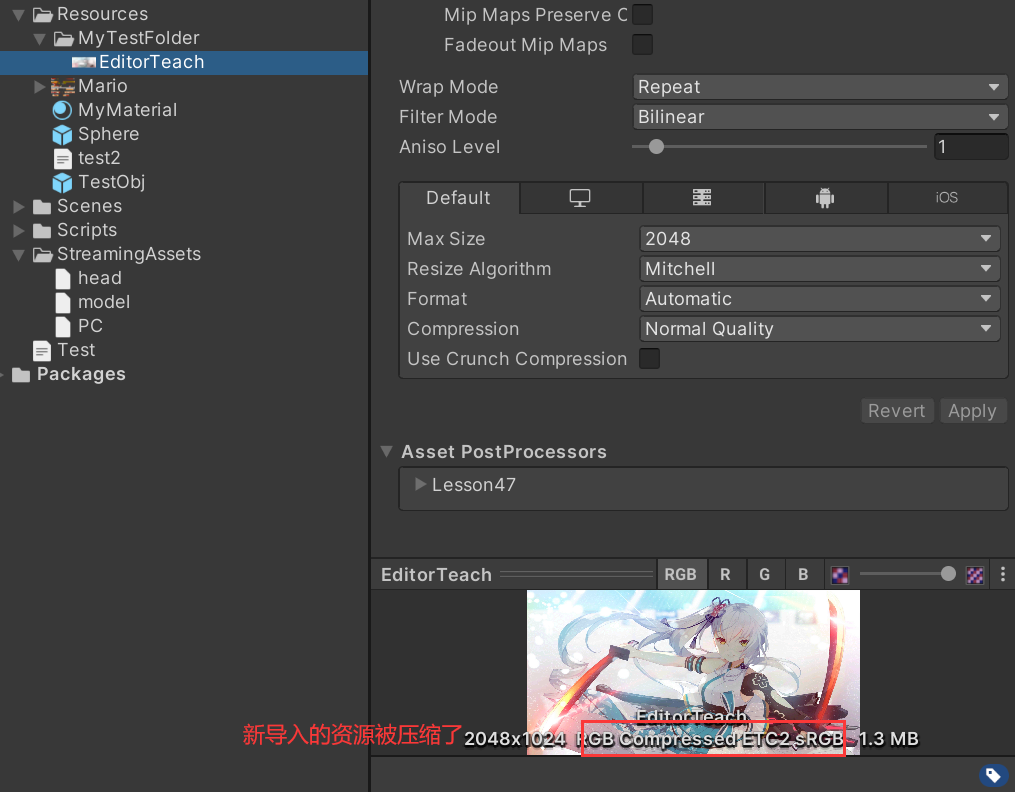 Resources
MyTestFolder
EditorTeach
Mario
MyMaterial
Sphere
test2
TestObj
Scenes
Scripts
StreamingAssets
head
model
PC
Test
Packages
Mip Maps Preserve C
Fadeout Mip Maps
Wrap Mode Repeat
Filter Mode Bilinear
Aniso Level 1
Default iOS
Max Size 2048
Resize Algorithm Mitchell
Format Automatic
Compression Normal Quality
Use Crunch Compression
Revert Apply
Asset PostProcessors
Lesson47
EditorTeach RGB R G B
EditorTeach
新导入的资源被压缩了 2048x1024 RGB Compressed ETC2 sRGB 1.3 MB